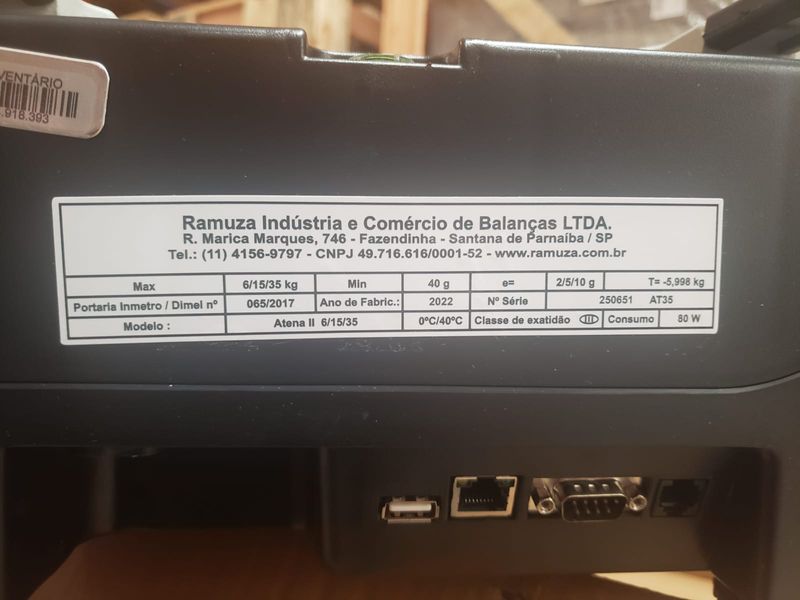 VENTÁRIO
.918.393
Ramuza Indústria e Comércio de Balanças LTDA.
R. Marica Marques, 746 - Fazendinha - Santana de Parnaíba / SP
Tel.: (11) 4156-9797 - CNPJ 49.716.616/0001-52 - www.ramuza.com.br
Max 6/15/35 kg Min 40 g e= 2/5/10 g T= -5,998 kg
Portaria Inmetro / Dimel nº 065/2017 Ano de Fabric.: 2022 Nº Série 250651 AT35
Modelo : Atena II 6/15/35 0ºC/40ºC Classe de exatidão III Consumo 80 W